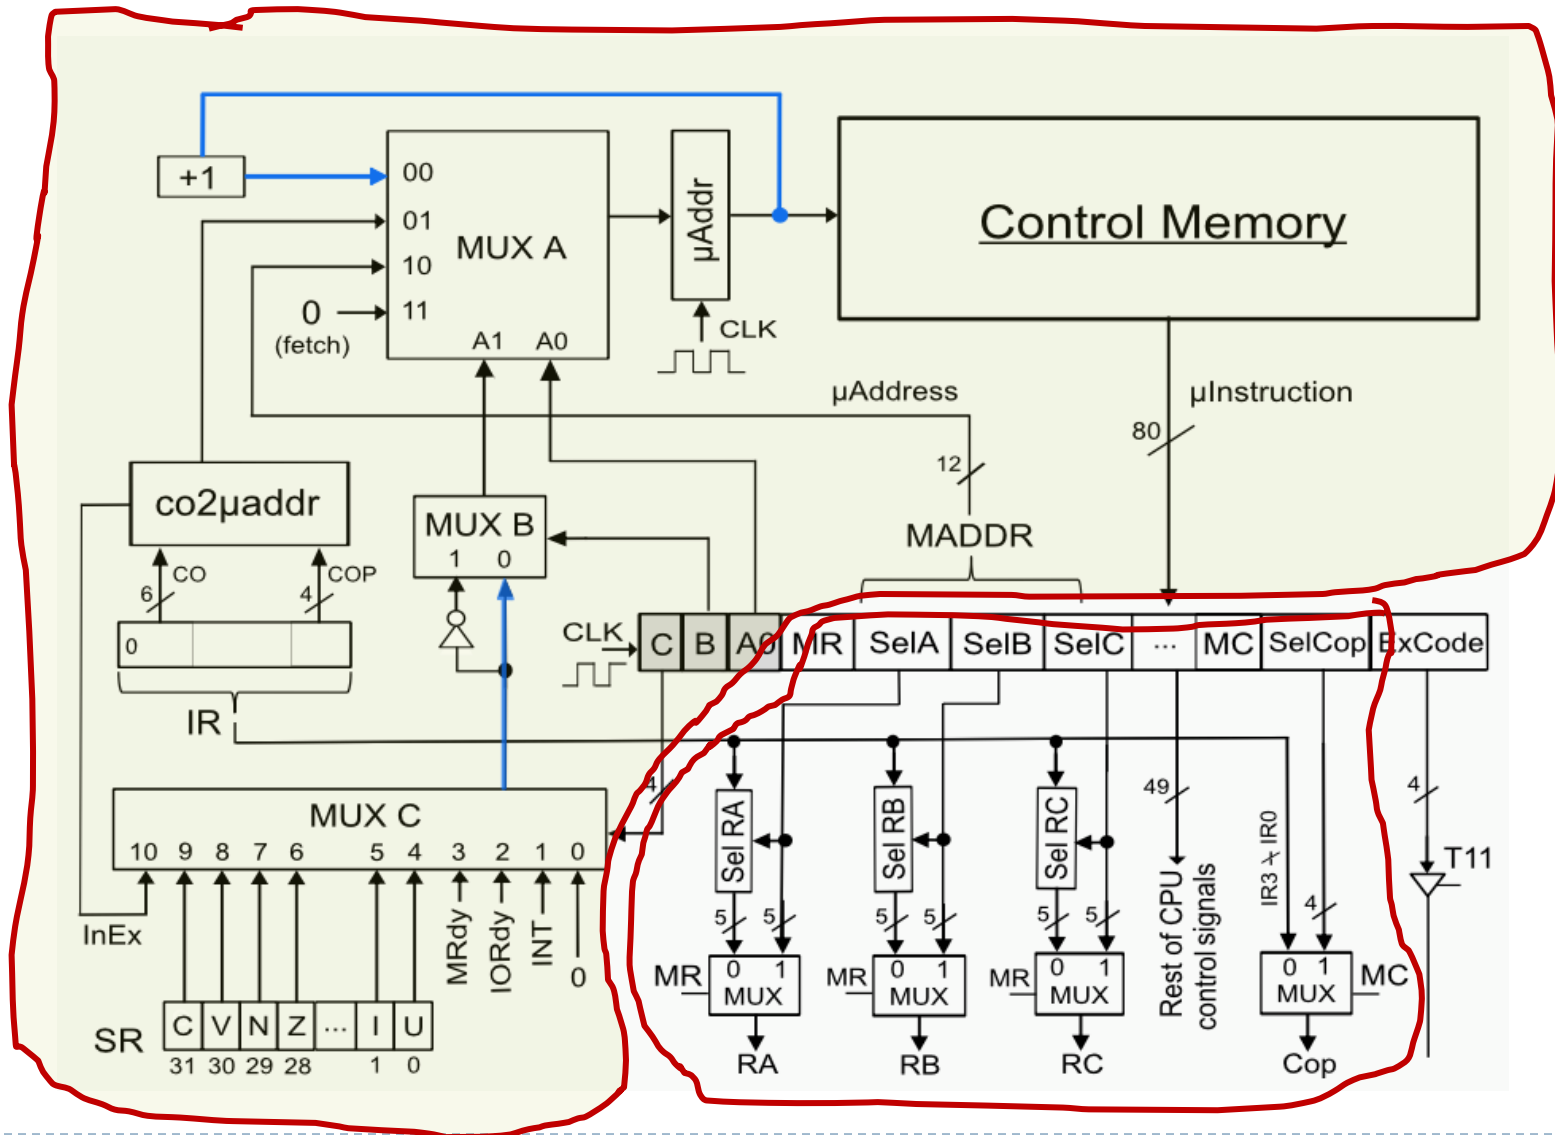 +1
00
01
10
11
MUX A
0
(fetch)
A1 A0
µAddr
CLK
Control Memory
µAddress
µInstruction
80
12
MADDR
co2µaddr
6
CO
4
COP
0
IR
MUX B
1 0
CLK
C B A0 MR SelA SelB SelC ... MC SelCop ExCode
MUX C
10 9 8 7 6 5 4 3 2 1 0
4
InEx
MRdy
IORdy
INT
0
SR
C V N Z ... I U
31 30 29 28 1 0
Sel RA
5 5
MR
0 1
MUX
RA
Sel RB
5 5
MR
0 1
MUX
RB
Sel RC
5 5
MR
0 1
MUX
RC
49
Rest of CPU
control signals
IR3 - IR0
4
0 1
MUX
MC
Cop
4
T11